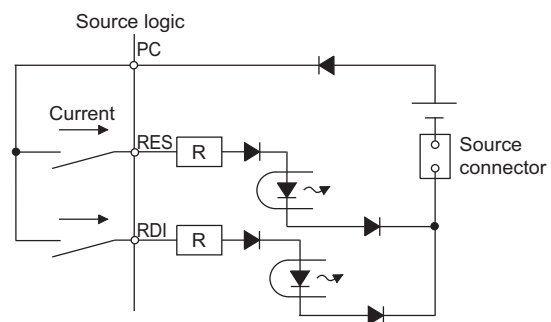 Source logic
PC
Current
RES
R
Source
connector
RDI
R